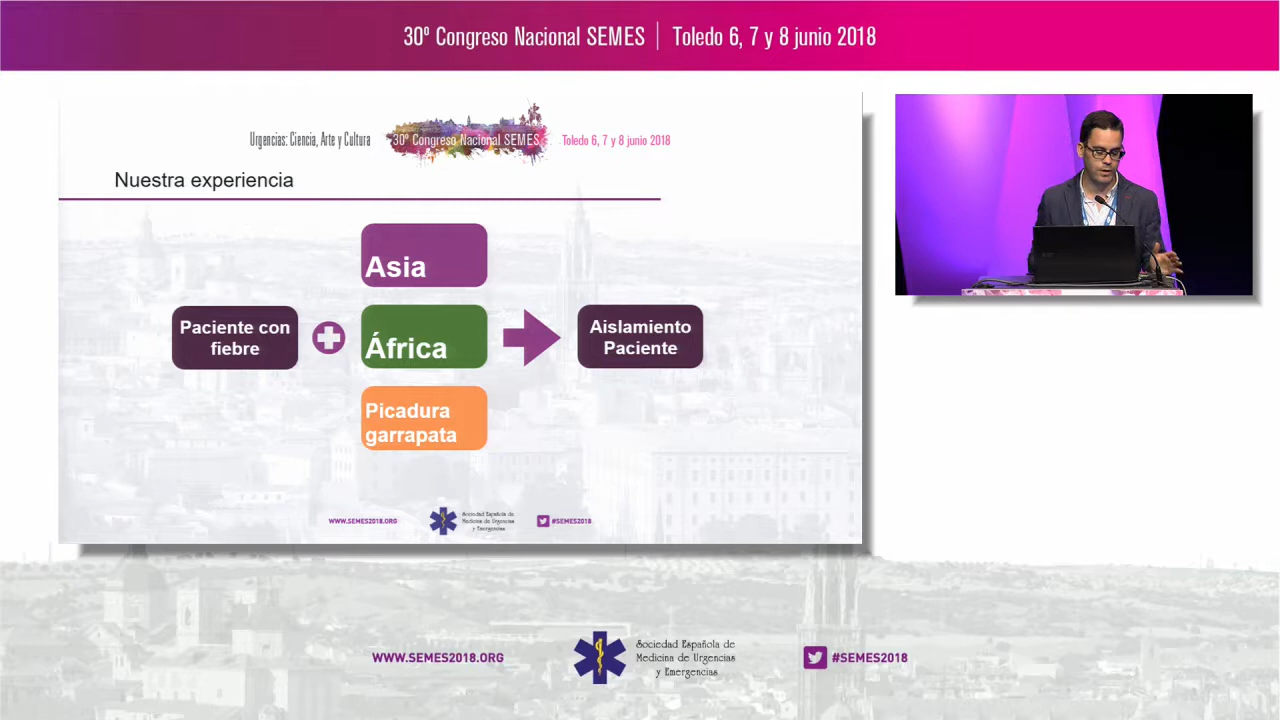 30º Congreso Nacional SEMES | Toledo 6, 7 y 8 junio 2018
Urgencias: Ciencia, Arte y Cultura
30º Congreso Nacional SEMES
Toledo 6, 7 y 8 junio 2018
Nuestra experiencia
Asia
Paciente con
fiebre
África
Aislamiento
Paciente
Picadura
garrapata
WWW.SEMES2018.ORG
Sociedad Española de
Medicina de Urgencias
y Emergencias
#SEMES2018
WWW.SEMES2018.ORG
Sociedad Española de
Medicina de Urgencias
y Emergencias
#SEMES2018